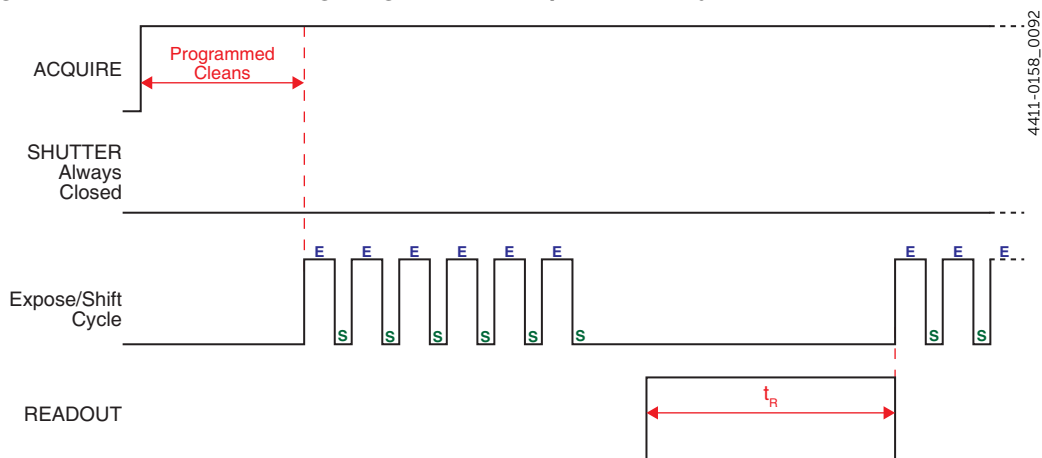 4411-0158_0092
Programmed
Cleans
ACQUIRE
SHUTTER
Always
Closed
E E E E E E E E E
Expose/Shift
Cycle
S S S S S S S S
t_R
READOUT